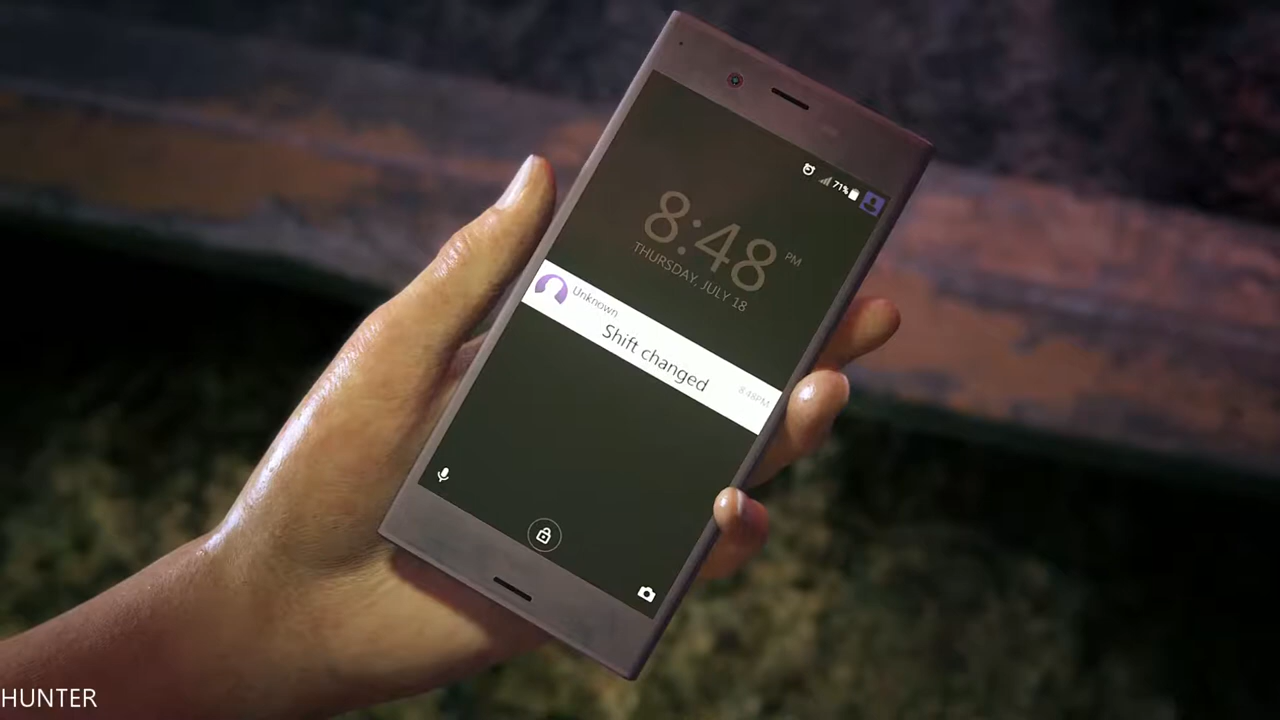 71%
8:48 PM
THURSDAY, JULY 18
Unknown
Shift changed
8:48PM
HUNTER